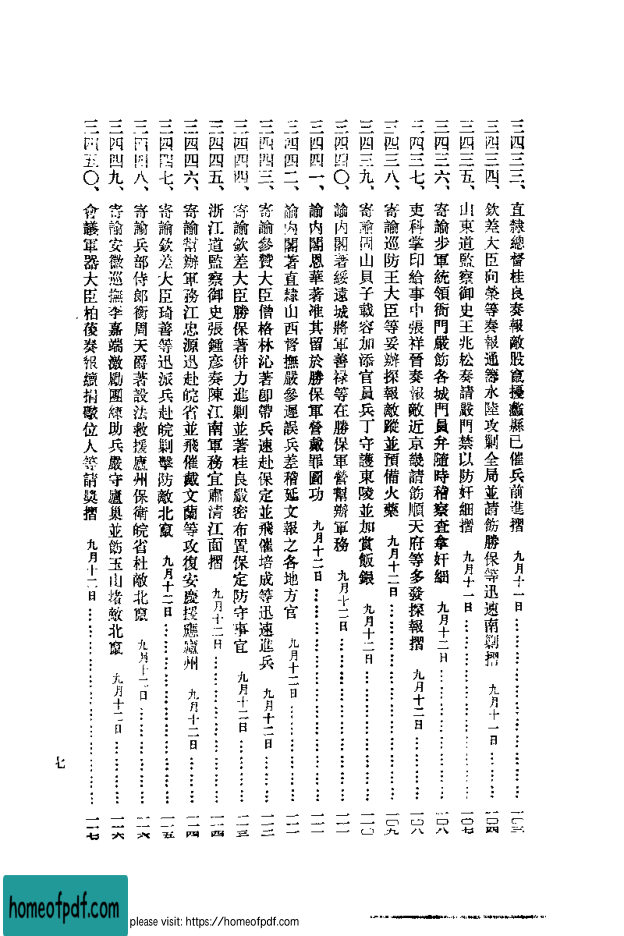 三四三三、直隸總督桂良奏報敵股竄擾藁縣已催兵前進摺 九月十一日 一〇三
三四三四、欽差大臣向榮等奏報通籌水陸攻剿全局並請飭勝保等迅速南剿摺 九月十一日 一〇四
三四三五、山東道監察御史王兆松奏請嚴門禁以防奸細摺 九月十一日 一〇七
三四三六、寄諭步軍統領衙門嚴飭各城門員弁隨時稽察查拿奸細 九月十二日 一〇八
三四三七、吏科掌印給事中張祥晉奏報敵近京畿請飭順天府等多發探報摺 九月十二日 一〇八
三四三八、寄諭巡防王大臣等妥辦探報敵蹤並預備火藥 九月十二日 一〇九
三四三九、寄諭固山貝子載容加添官員兵丁守護東陵並加賞飯銀 九月十二日 一一〇
三四四〇、諭內閣著綏遠城將軍善祿等在勝保軍營幫辦軍務 九月十二日 一一一
三四四一、諭內閣恩華著准其留於勝保軍營戴罪圖功 九月十二日 一一一
三四四二、諭內閣著直隸山西督撫嚴參遲誤兵差稽延文報之各地方官 九月十二日 一一一
三四四三、寄諭參贊大臣僧格林沁著即帶兵速赴保定並飛催培成等迅速進兵 九月十二日 一一二
三四四四、寄諭欽差大臣勝保著併力進剿並著桂良嚴密布置保定防守事宜 九月十二日 一一三
三四四五、浙江道監察御史張錘彥奏陳江南軍務宜肅清江面摺 九月十二日 一一四
三四四六、寄諭幫辦軍務江忠源迅赴皖省並飛催戴文蘭等攻復安慶援應廬州 九月十二日 一一四
三四四七、寄諭欽差大臣琦善等迅派兵赴皖剿擊防敵北竄 九月十二日 一一五
三四四八、寄諭兵部侍郎銜周天爵著設法救援廬州保衛皖省杜敵北竄 九月十二日 一一六
三四四九、寄諭安徽巡撫李嘉端激勵團練助兵嚴守廬巢並飭玉山堵敵北竄 九月十二日 一一六
三四五〇、會議軍器大臣柏葰奏報續捐礮位人等請獎摺 九月十二日 一一七
七
homeofpdf.com
please visit: https://homeofpdf.com